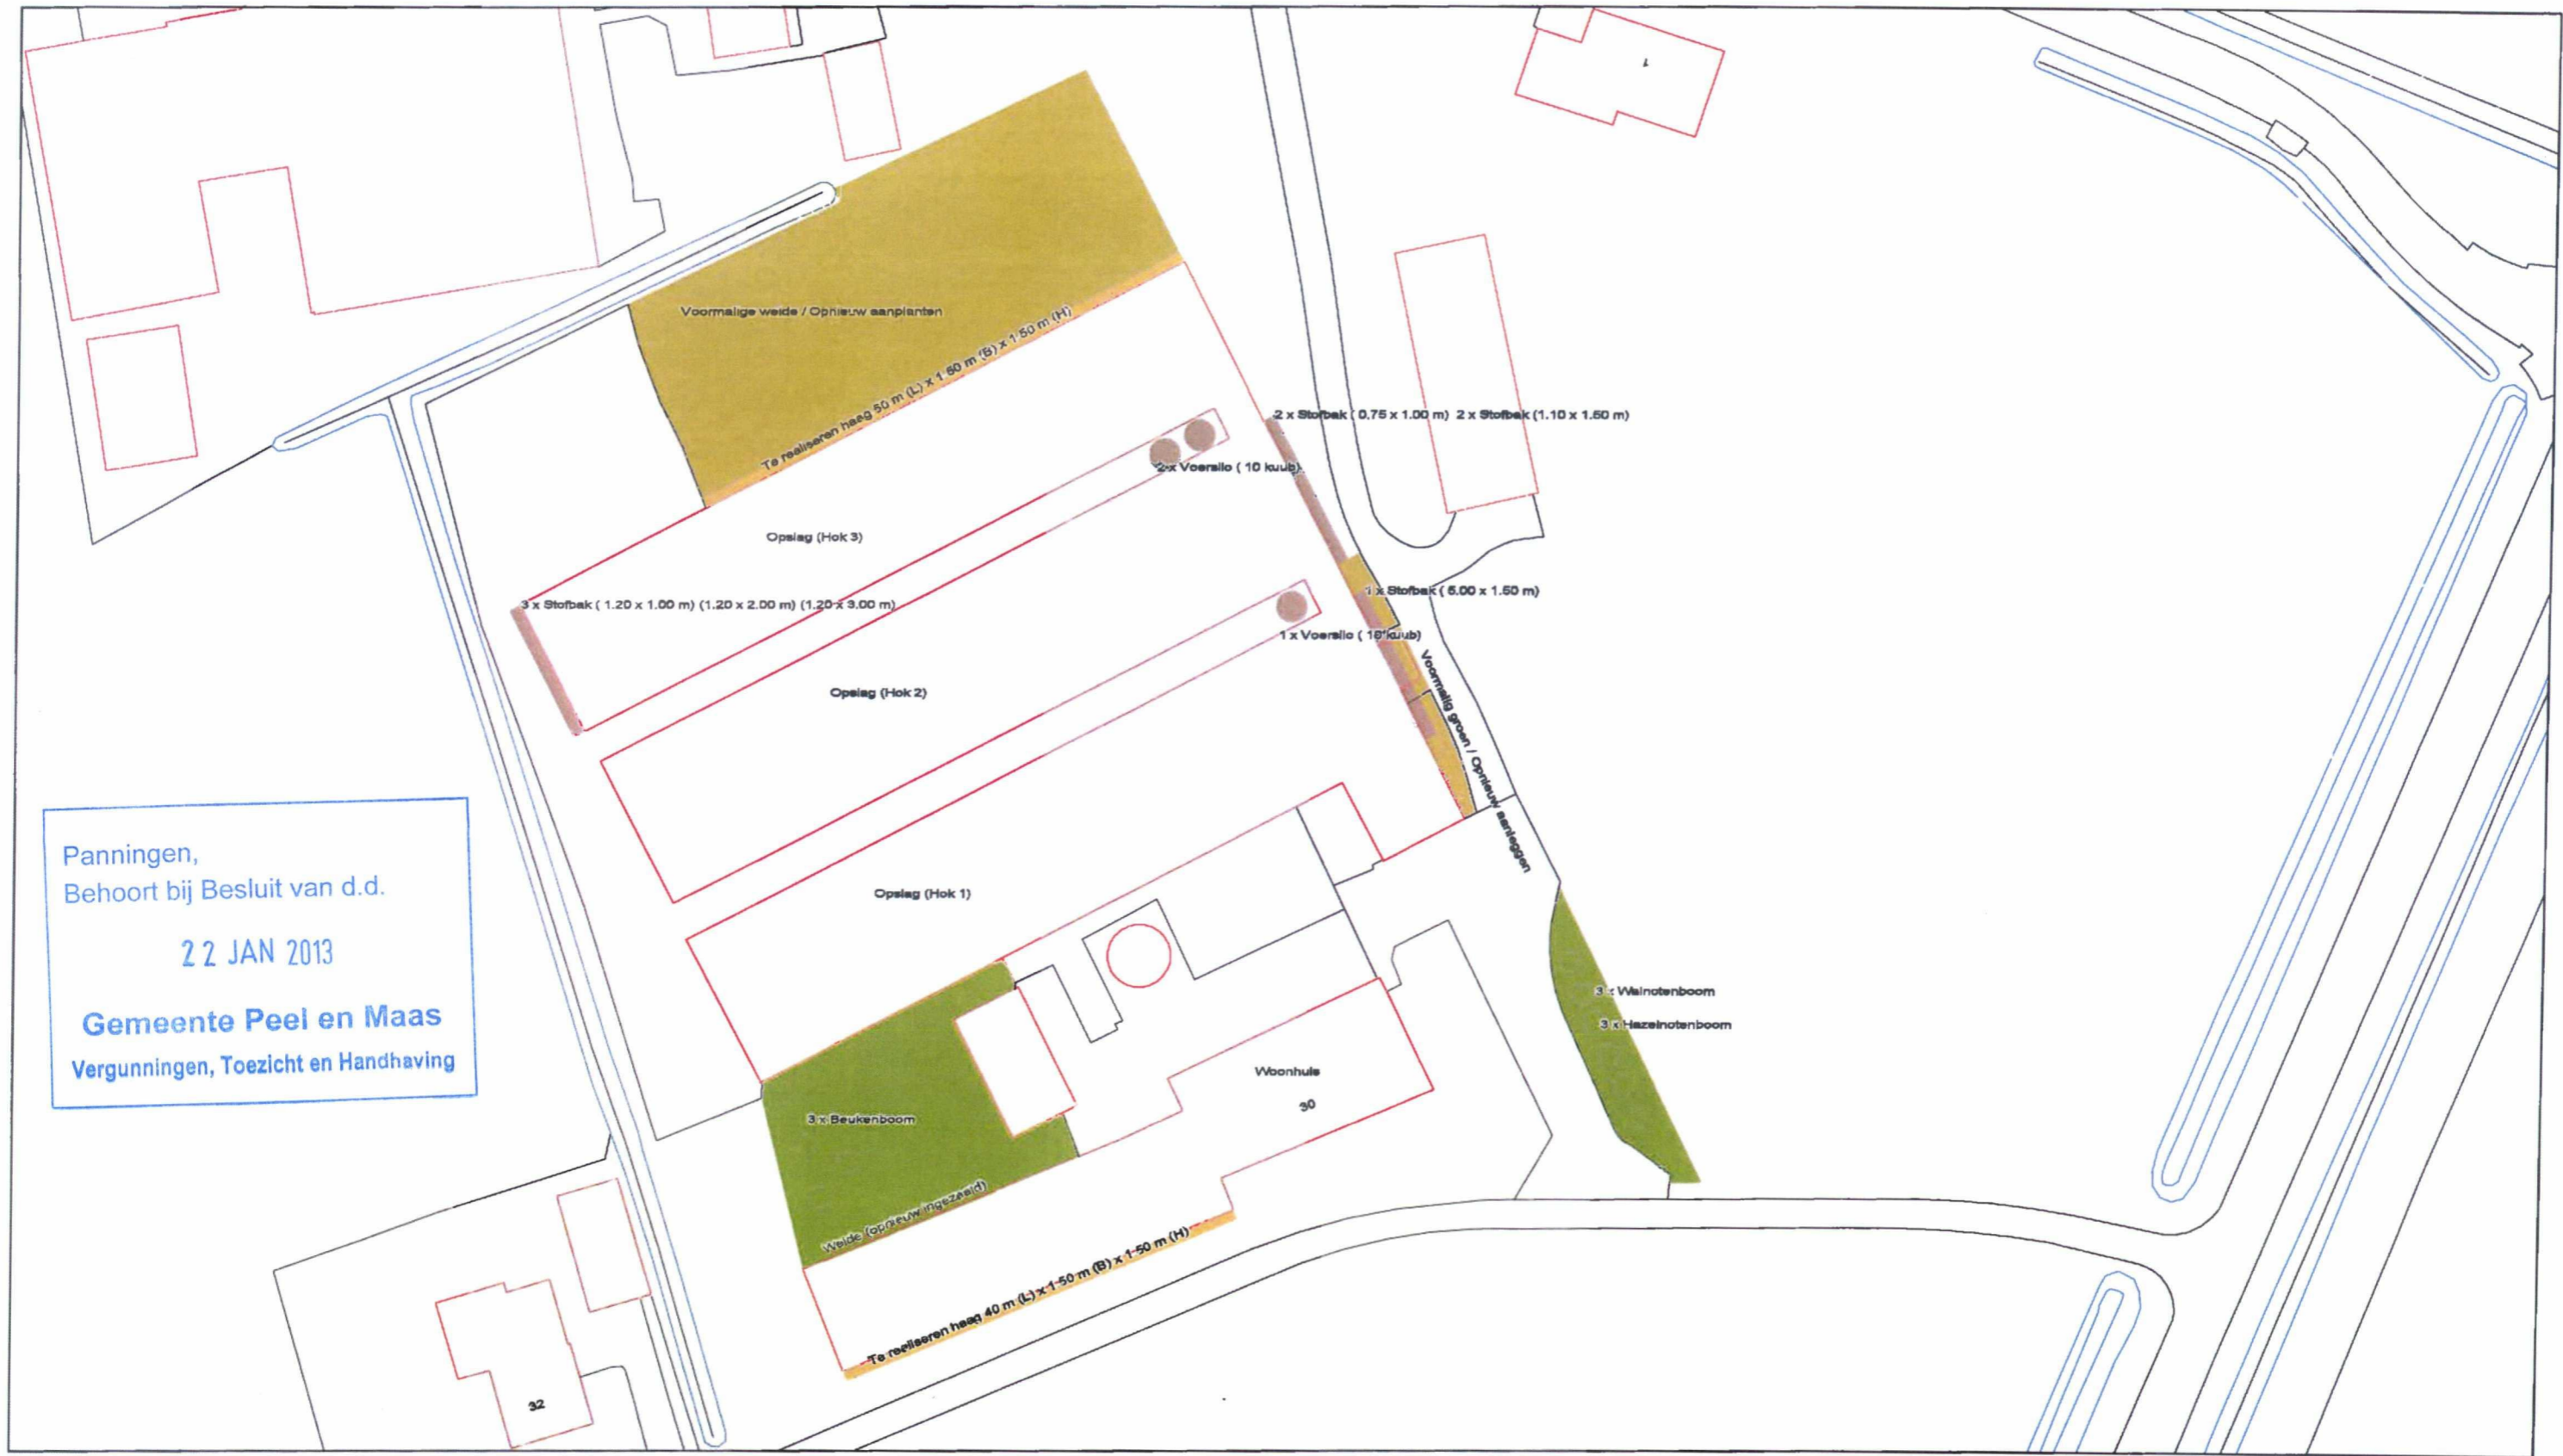 1
Voormalige weide / Opnieuw aanplanten
Te realiseren haag 50 m (L) x 1.50 m (B) x 1.50 m (H)
2 x Stofbak ( 0.75 x 1.00 m) 2 x Stofbak (1.10 x 1.50 m)
2 x Voersilo ( 10 kuub)
Opslag (Hok 3)
3 x Stofbak ( 1.20 x 1.00 m) (1.20 x 2.00 m) (1.20 x 3.00 m)
1 x Stofbak ( 5.00 x 1.50 m)
1 x Voersilo ( 10 kuub)
Opslag (Hok 2)
Voormalig groen / Opnieuw aanleggen
Opslag (Hok 1)
Panningen,
Behoort bij Besluit van d.d.
22 JAN 2013
Gemeente Peel en Maas
Vergunningen, Toezicht en Handhaving
3 x Walnotenboom
3 x Hazelnotenboom
Woonhuis
30
3 x Beukenboom
Weide (opnieuw ingezaaid)
Te realiseren haag 40 m (L) x 1.50 m (B) x 1.50 m (H)
32